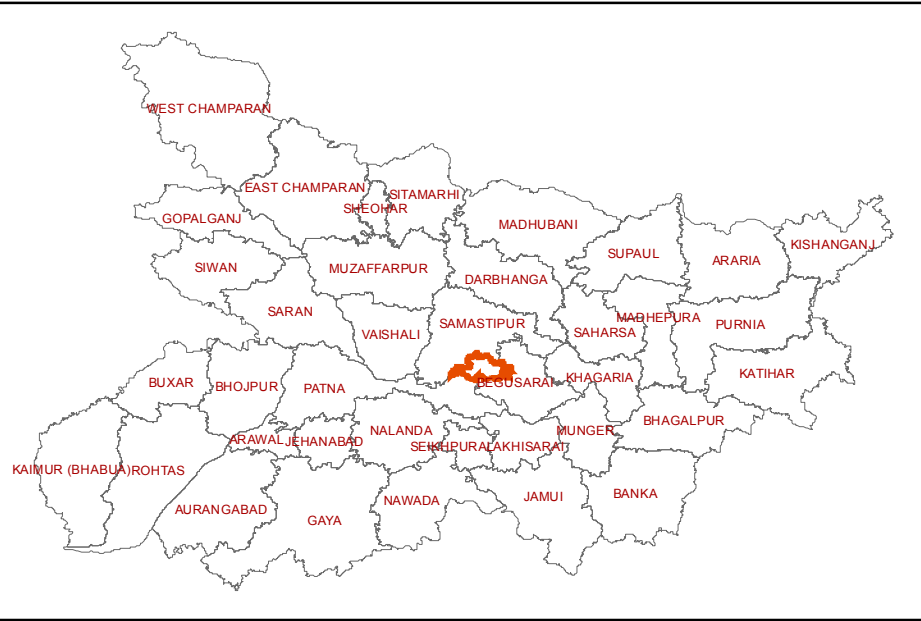 WEST CHAMPARAN
EAST CHAMPARAN
SITAMARHI
SHEOHAR
GOPALGANJ
MADHUBANI
SUPAUL
ARARIA
KISHANGANJ
SIWAN
MUZAFFARPUR
DARBHANGA
SARAN
VAISHALI
SAMASTIPUR
SAHARSA
MADHEPURA
PURNIA
BUXAR
BHOJPUR
PATNA
BEGUSARAI
KHAGARIA
KATIHAR
BHAGALPUR
ARAWAL
JEHANABAD
NALANDA
SEIKHPURA
LAKHISARAI
MUNGER
KAIMUR (BHABUA)
ROHTAS
AURANGABAD
GAYA
NAWADA
JAMUI
BANKA